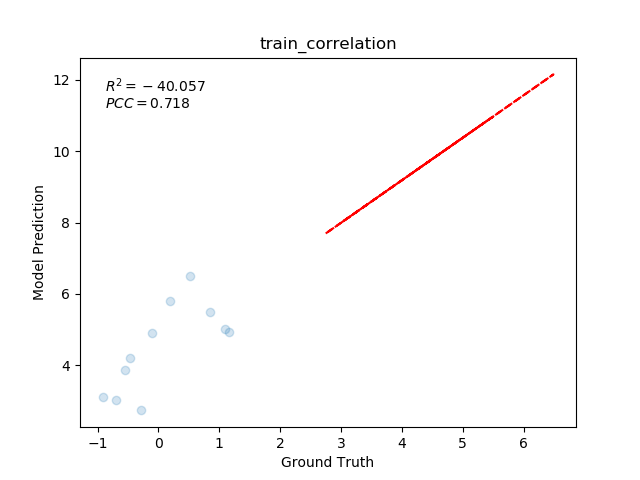 train_correlation
R² = −40.057
PCC = 0.718
12
10
8
6
4
Model Prediction
−1 0 1 2 3 4 5 6
Ground Truth